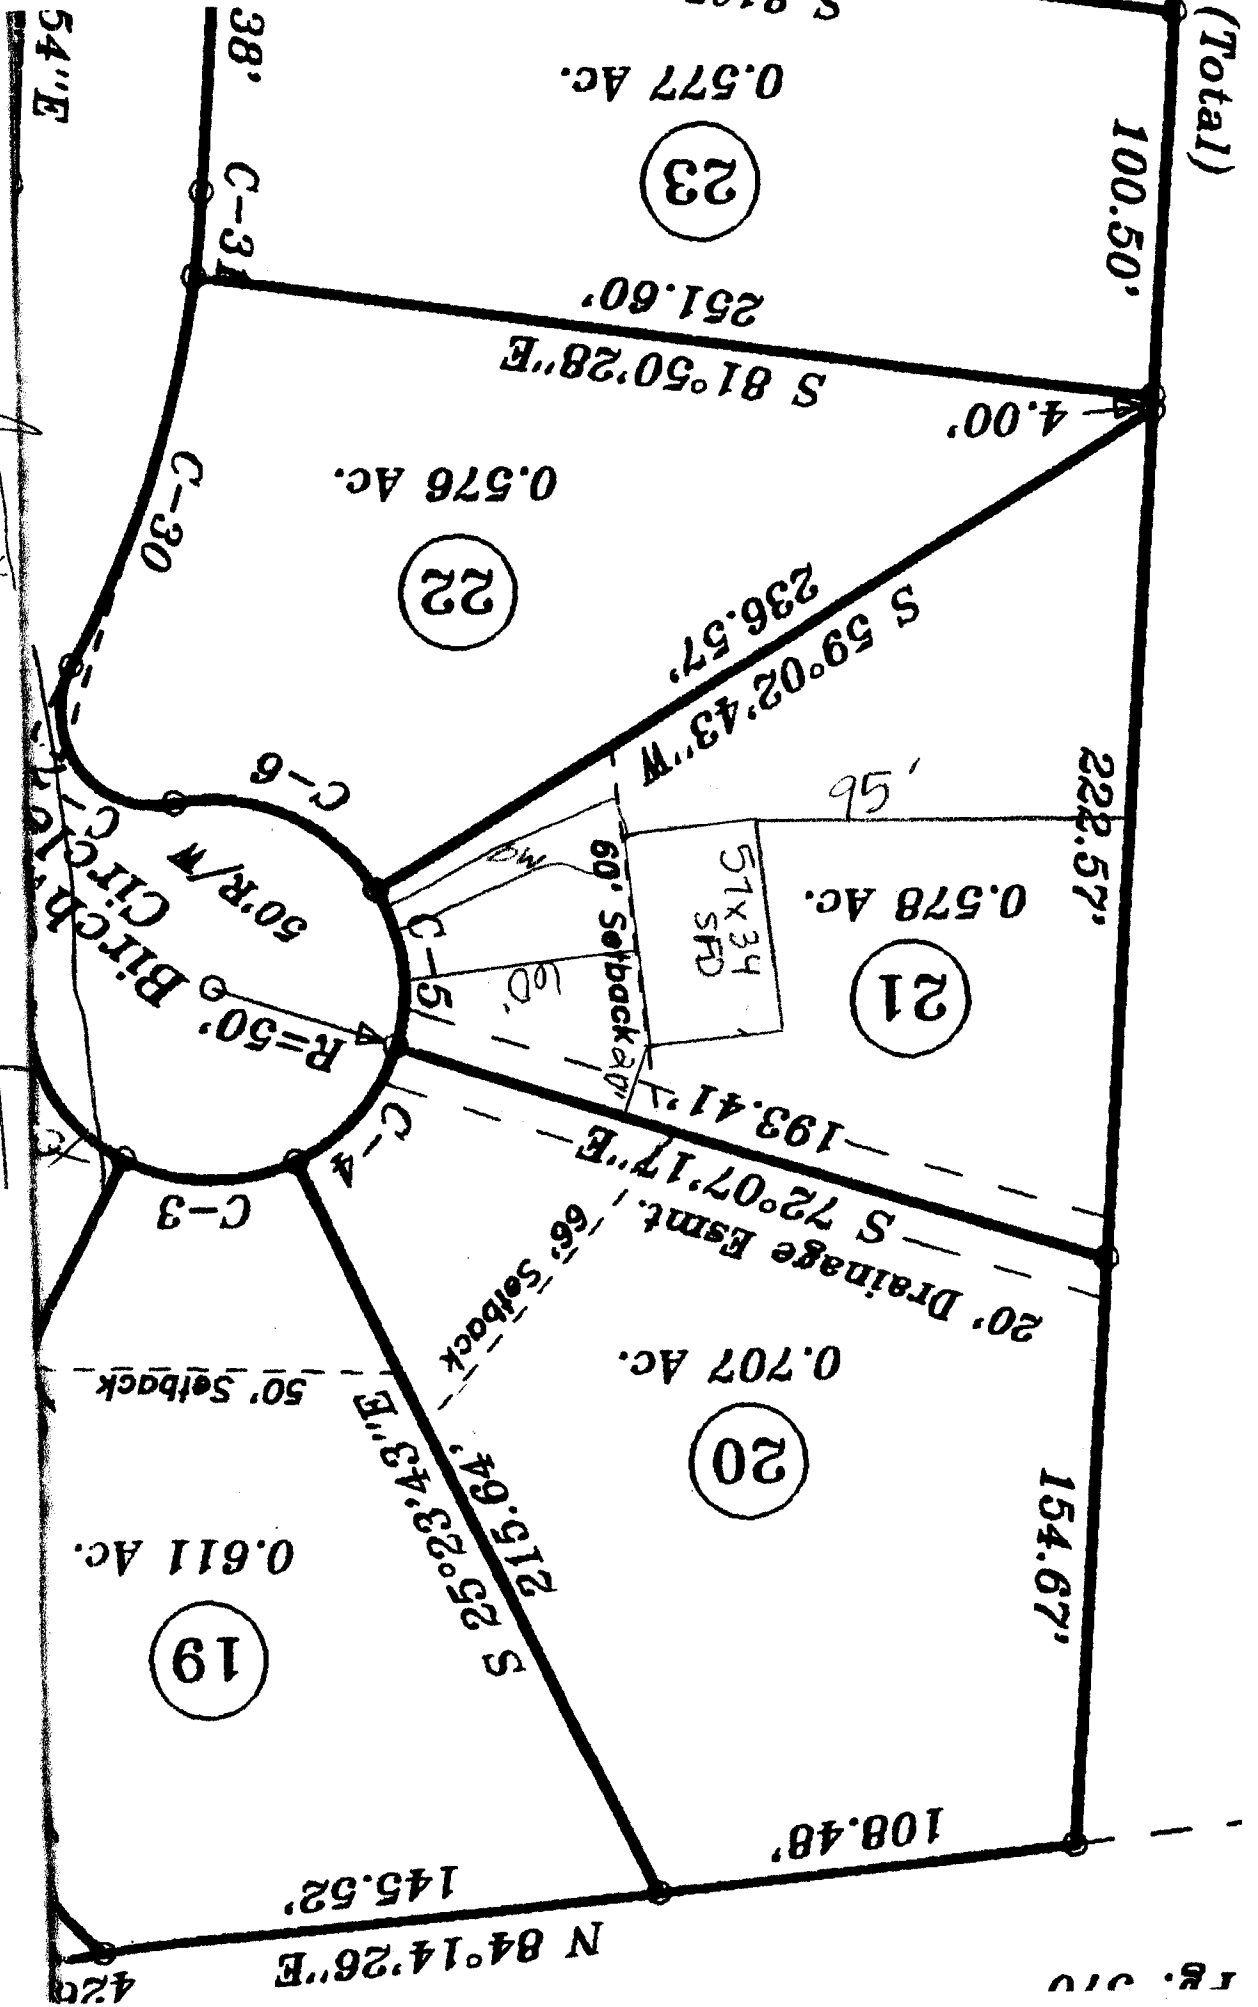 20' Drainage Esmt.
S 72°07'17"E
193.41'
154.67'
108.48'
N 84°14'26"E
145.52'
20
0.707 Ac.
66' Setback
S 25°23'43"E
215.64'
19
0.611 Ac.
50' Setback
C-3
C-4
C-5
C-6
R=50'
Birch
Circle
50'R/W
21
0.578 Ac.
222.57'
95'
57x34
SFD
60' Setback
20'
60'
DW
S 59°02'43"W
236.57'
22
0.576 Ac.
4.00'
C-30
S 81°50'28"E
251.60'
C-31
23
0.577 Ac.
100.50'
(Total)
38'
54"E